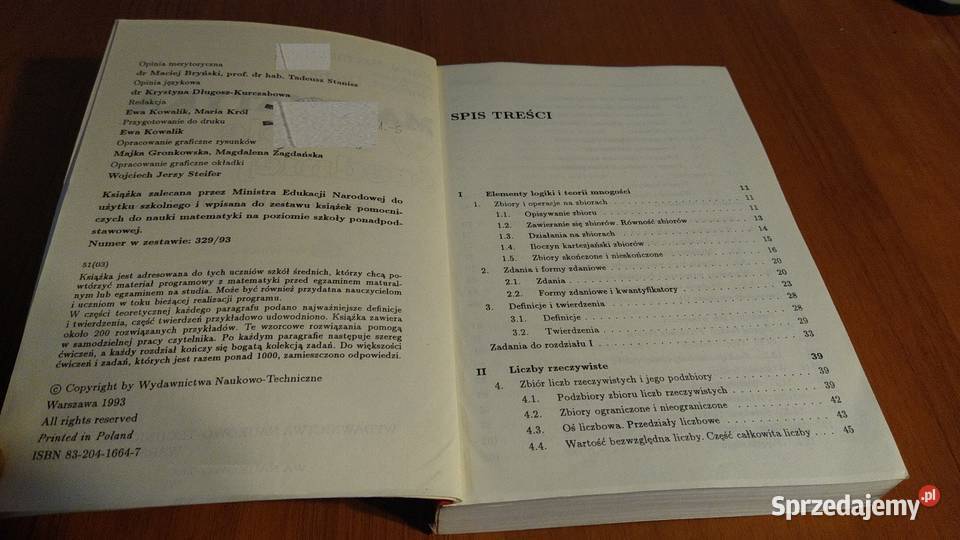 Opinia merytoryczna
dr Maciej Bryński, prof. dr hab. Tadeusz Stanisz
Opinia językowa
dr Krystyna Długosz-Kurczabowa
Redakcja
Ewa Kowalik, Maria Król
Przygotowanie do druku
Ewa Kowalik
Opracowanie graficzne rysunków
Majka Gronkowska, Magdalena Zagdańska
Opracowanie graficzne okładki
Wojciech Jerzy Steifer
Książka zalecana przez Ministra Edukacji Narodowej do
użytku szkolnego i wpisana do zestawu książek pomocni-
czych do nauki matematyki na poziomie szkoły ponadpod-
stawowej.
Numer w zestawie: 329/93
51(03)
Książka jest adresowana do tych uczniów szkół średnich, którzy chcą po-
wtórzyć materiał programowy z matematyki przed egzaminem matural-
nym lub egzaminem na studia. Może być również przydatna nauczycielom
i uczniom w toku bieżącej realizacji programu.
W części teoretycznej każdego paragrafu podano najważniejsze definicje
i twierdzenia, część twierdzeń przykładowo udowodniono. Książka zawiera
około 200 rozwiązanych przykładów. Te wzorcowe rozwiązania pomogą
w samodzielnej pracy czytelnika. Po każdym paragrafie następuje szereg
ćwiczeń, a każdy rozdział kończy się bogatą kolekcją zadań. Do większości
ćwiczeń i zadań, których jest razem ponad 1000, zamieszczono odpowiedzi.
© Copyright by Wydawnictwa Naukowo-Techniczne
Warszawa 1993
All rights reserved
Printed in Poland
ISBN 83-204-1664-7
SPIS TREŚCI
I Elementy logiki i teorii mnogości 11
1. Zbiory i operacje na zbiorach 11
1.1. Opisywanie zbioru 11
1.2. Zawieranie się zbiorów. Równość zbiorów 13
1.3. Działania na zbiorach 14
1.4. Iloczyn kartezjański zbiorów 15
1.5. Zbiory skończone i nieskończone 16
2. Zdania i formy zdaniowe 20
2.1. Zdania 20
2.2. Formy zdaniowe i kwantyfikatory 23
3. Definicje i twierdzenia 28
3.1. Definicje 28
3.2. Twierdzenia 29
Zadania do rozdziału I 33
II Liczby rzeczywiste 39
4. Zbiór liczb rzeczywistych i jego podzbiory 39
4.1. Podzbiory zbioru liczb rzeczywistych 39
4.2. Zbiory ograniczone i nieograniczone 42
4.3. Oś liczbowa. Przedziały liczbowe 43
4.4. Wartość bezwzględna liczby. Część całkowita liczby 45
Sprzedajemy.pl